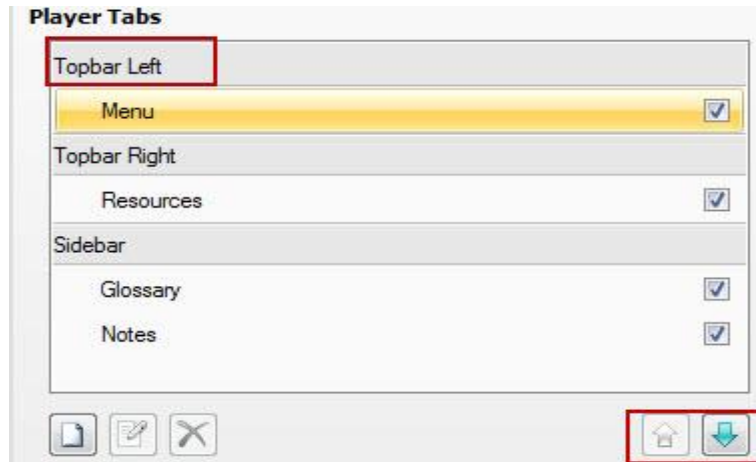 Player Tabs
Topbar Left
Menu
Topbar Right
Resources
Sidebar
Glossary
Notes